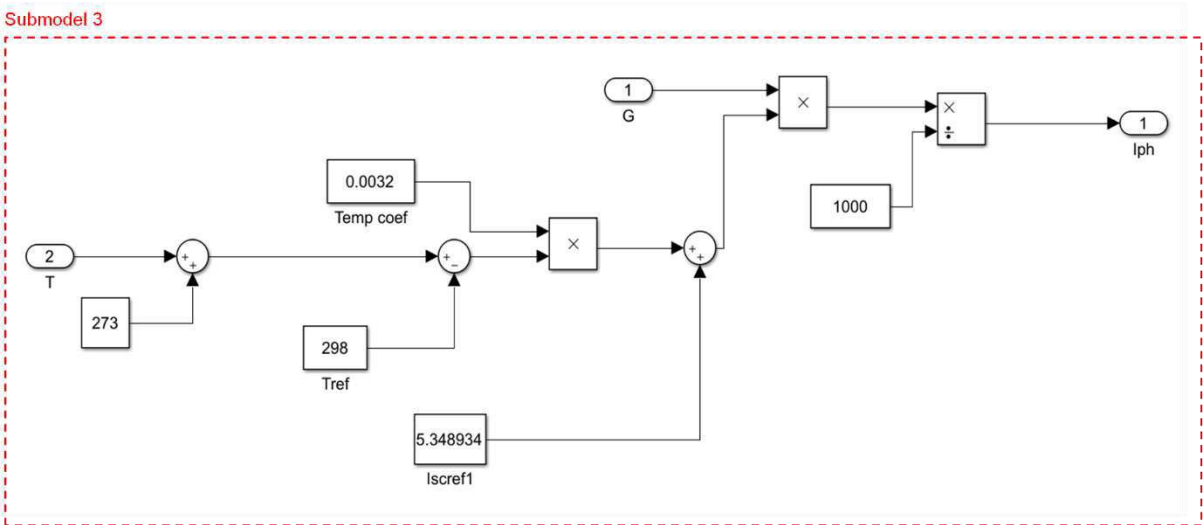 Submodel 3
1
G
×
×
÷
1
Iph
0.0032
Temp coef
1000
×
2
T
+
+
+
−
+
+
273
298
Tref
5.348934
Iscref1